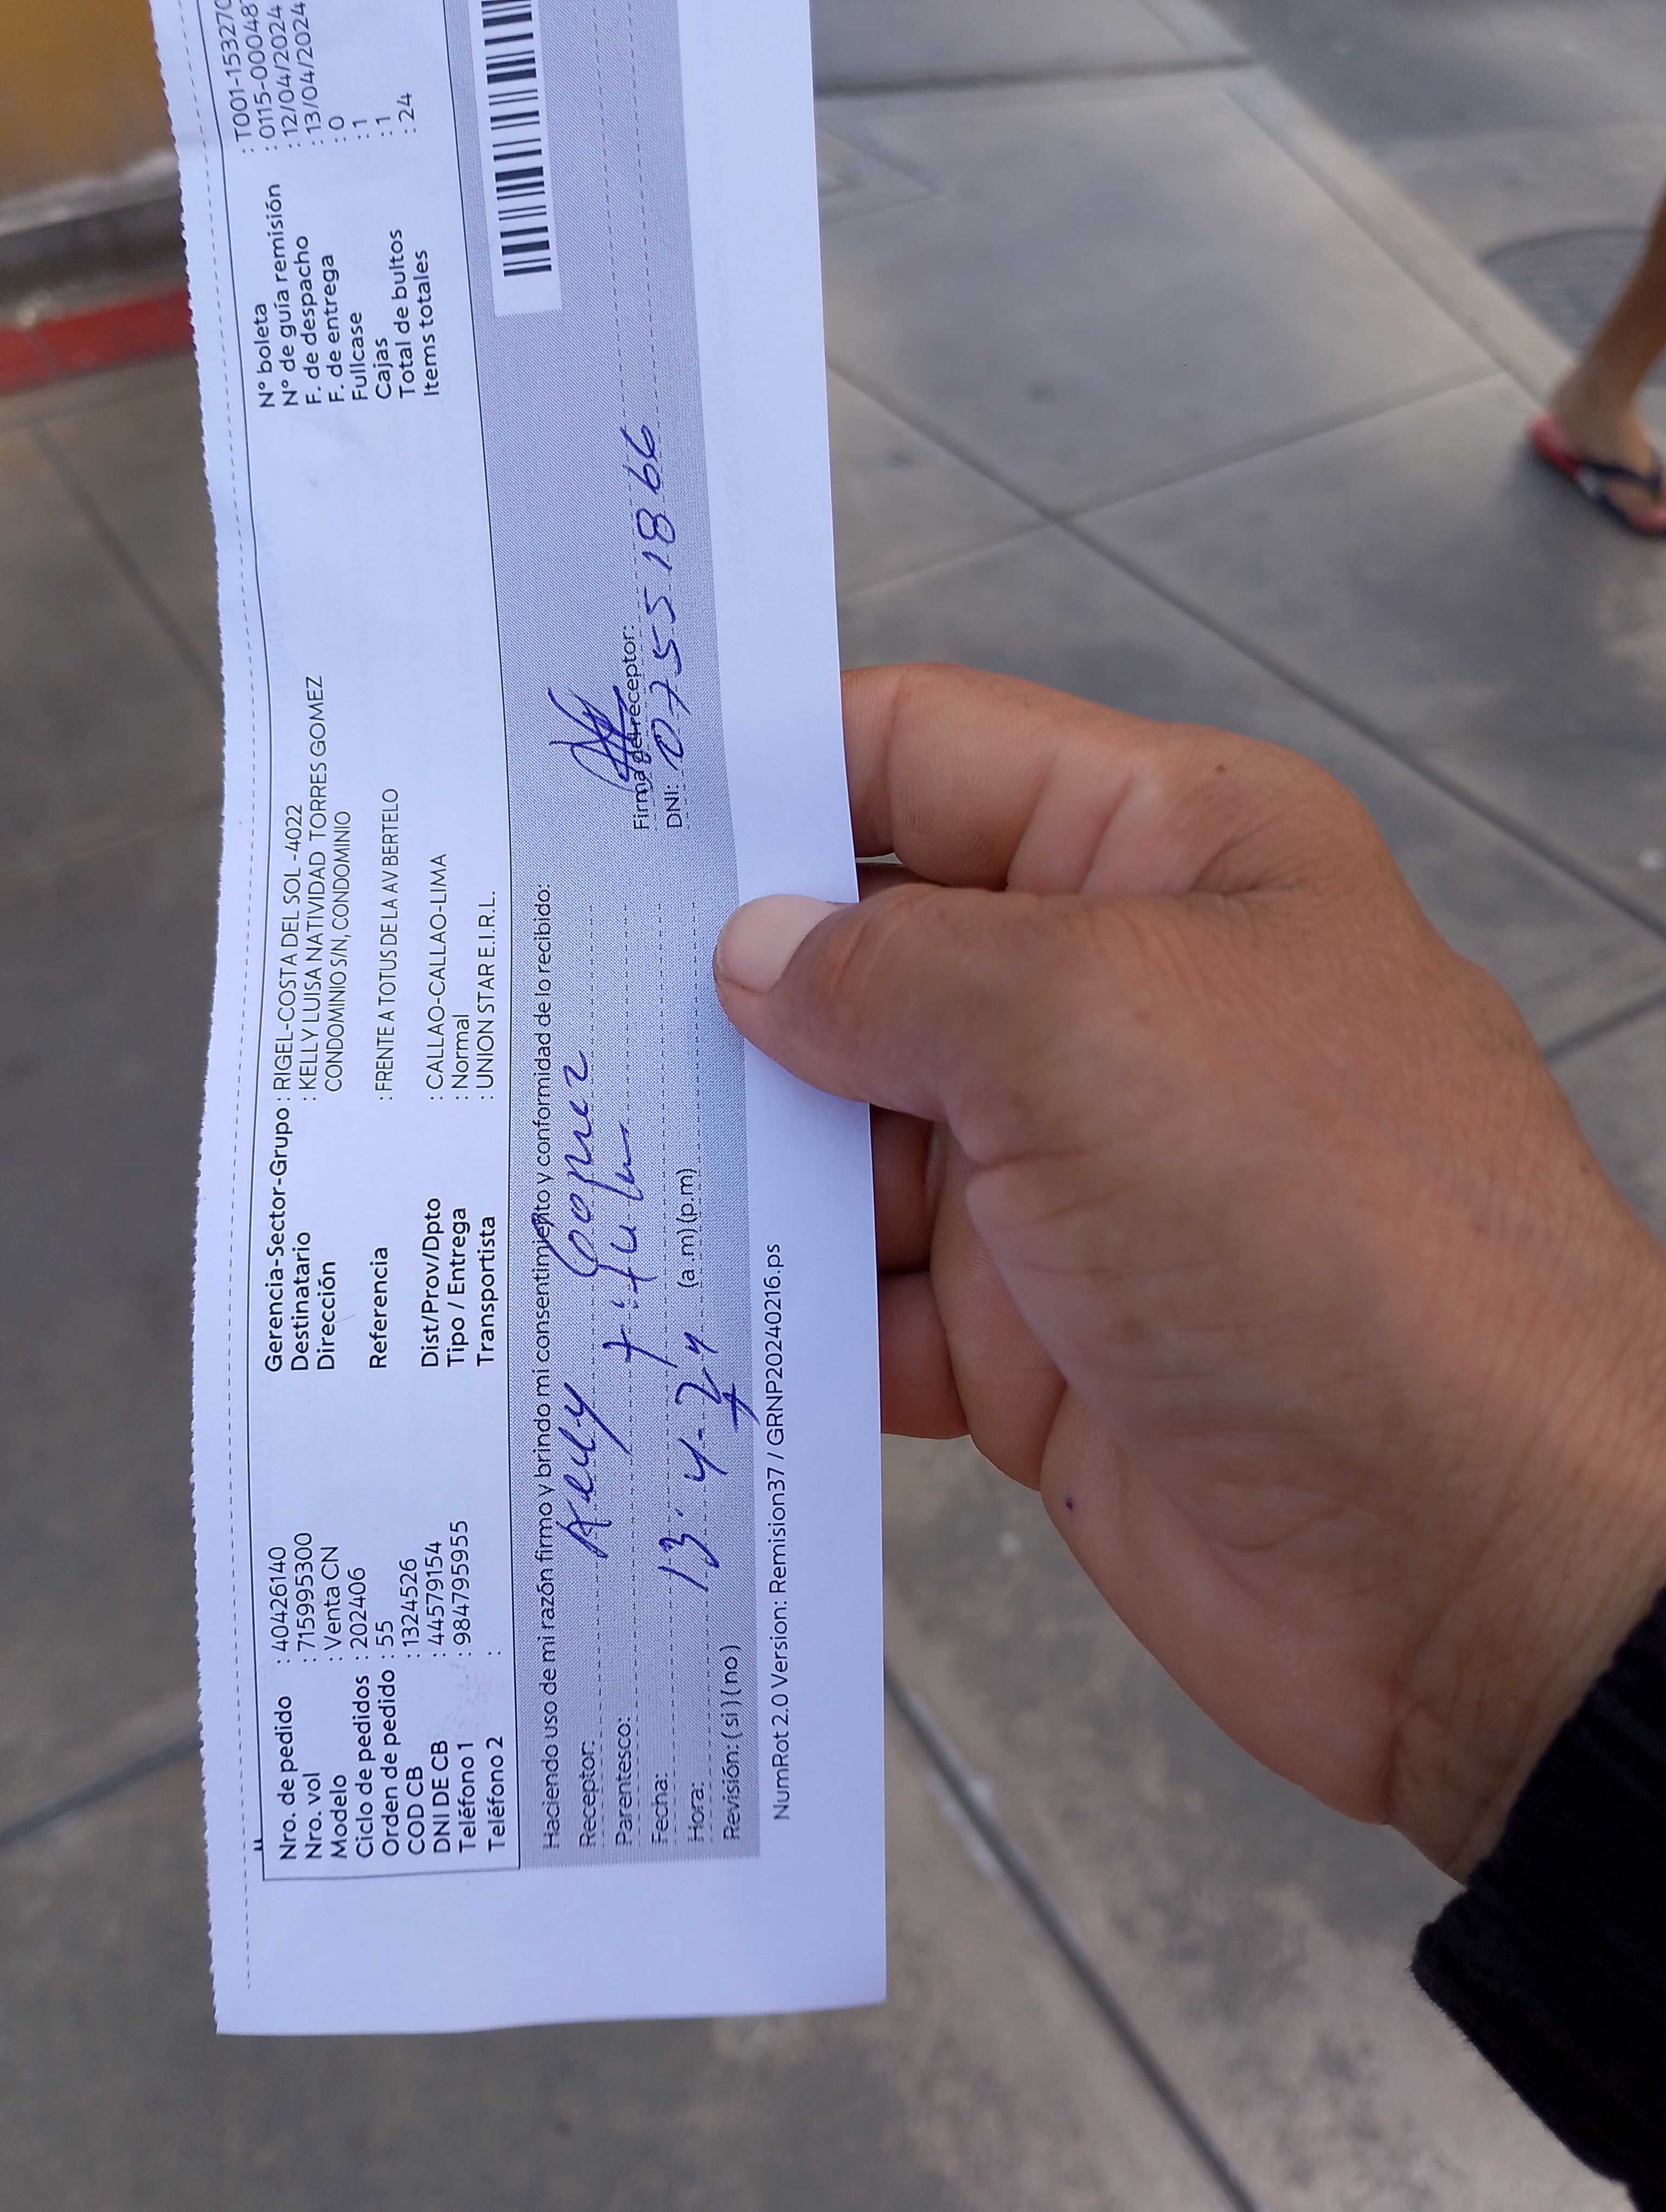 Nro. de pedido : 40426140
Nro. vol : 715995300
Modelo : Venta CN
Ciclo de pedidos : 202406
Orden de pedido : 55
COD CB : 1324526
DNI DE CB : 44579154
Teléfono 1 : 984795955
Teléfono 2 :
Gerencia-Sector-Grupo : RIGEL-COSTA DEL SOL -4022
Destinatario : KELLY LUISA NATIVIDAD TORRES GOMEZ
Dirección CONDOMINIO S/N, CONDOMINIO
Referencia : FRENTE A TOTUS DE LA AV BERTELO
Dist/Prov/Dpto : CALLAO-CALLAO-LIMA
Tipo / Entrega : Normal
Transportista : UNION STAR E.I.R.L.
N° boleta : T001-153270
N° de guía remisión : 0115-000048
F. de despacho : 12/04/2024
F. de entrega : 13/04/2024
Fullcase : 0
Cajas : 1
Total de bultos : 1
Items totales : 24
Haciendo uso de mi razón firmo y brindo mi consentimiento y conformidad de lo recibido:
Receptor: Kelly Gomez
Parentesco:
Fecha: 13. 4-24
Hora: (a.m)(p.m)
Revisión: (si)(no)
Firma del receptor:
DNI: 07551866
NumRot 2.0 Version: Remision37 / GRNP20240216.ps